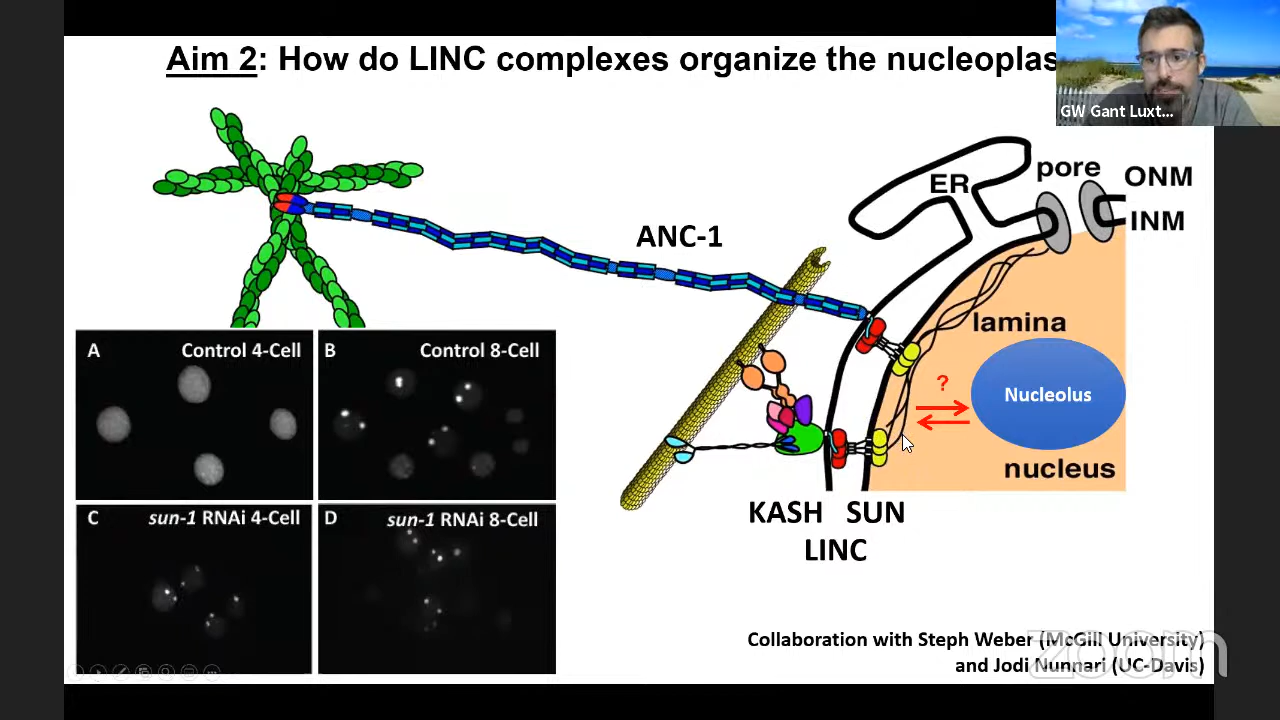 Aim 2: How do LINC complexes organize the nucleoplas
GW Gant Luxt...
ER
pore
ONM
INM
ANC-1
lamina
?
Nucleolus
nucleus
KASH SUN
LINC
A Control 4-Cell
B Control 8-Cell
C sun-1 RNAi 4-Cell
D sun-1 RNAi 8-Cell
Collaboration with Steph Weber (McGill University)
and Jodi Nunnari (UC-Davis)
zoom